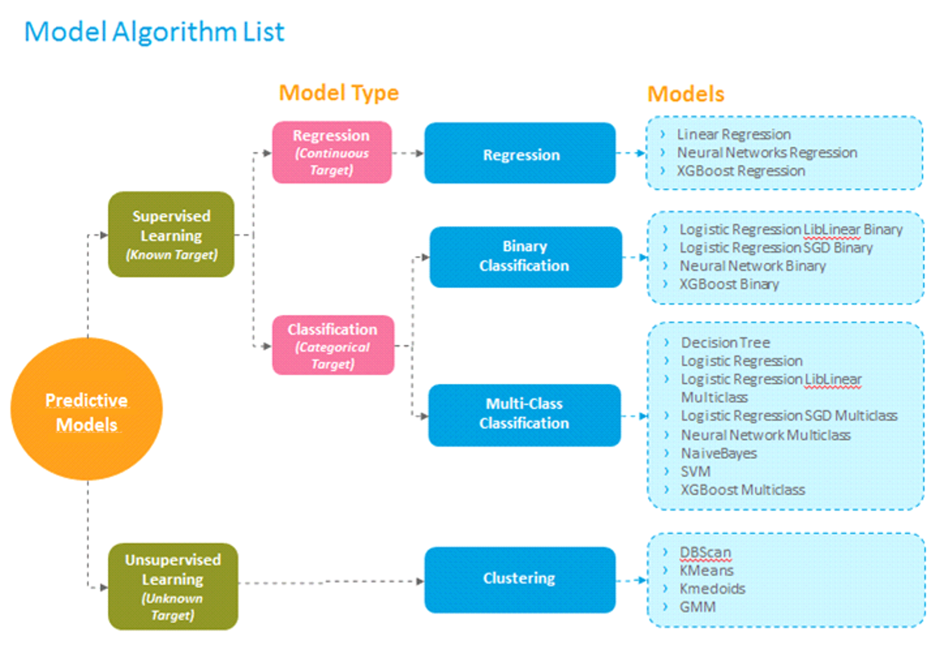 Model Algorithm List
Model Type
Models
Predictive
Models
Supervised
Learning
(Known Target)
Regression
(Continuous
Target)
Regression
› Linear Regression
› Neural Networks Regression
› XGBoost Regression
Classification
(Categorical
Target)
Binary
Classification
› Logistic Regression LibLinear Binary
› Logistic Regression SGD Binary
› Neural Network Binary
› XGBoost Binary
Multi-Class
Classification
› Decision Tree
› Logistic Regression
› Logistic Regression LibLinear
Multiclass
› Logistic Regression SGD Multiclass
› Neural Network Multiclass
› NaiveBayes
› SVM
› XGBoost Multiclass
Unsupervised
Learning
(Unknown
Target)
Clustering
› DBScan
› KMeans
› Kmedoids
› GMM